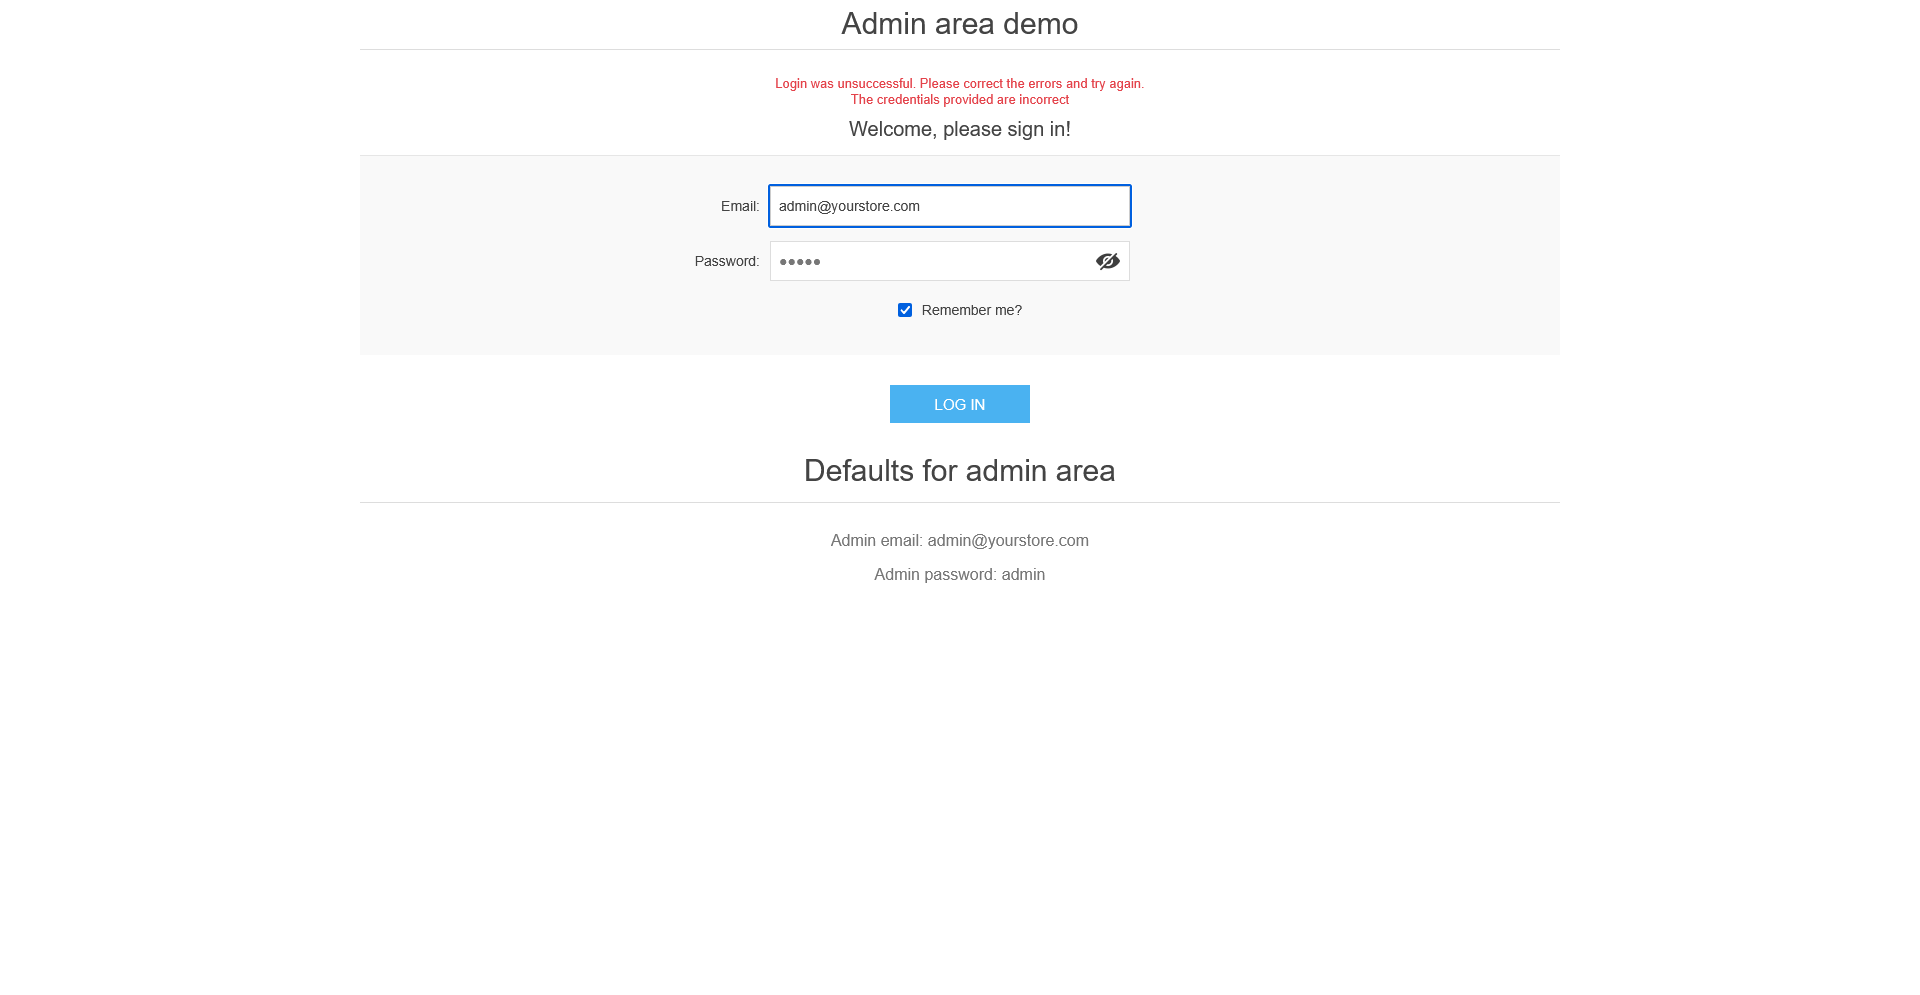 Admin area demo
Login was unsuccessful. Please correct the errors and try again.
The credentials provided are incorrect
Welcome, please sign in!
Email: admin@yourstore.com
Password: •••••
Remember me?
LOG IN
Defaults for admin area
Admin email: admin@yourstore.com
Admin password: admin